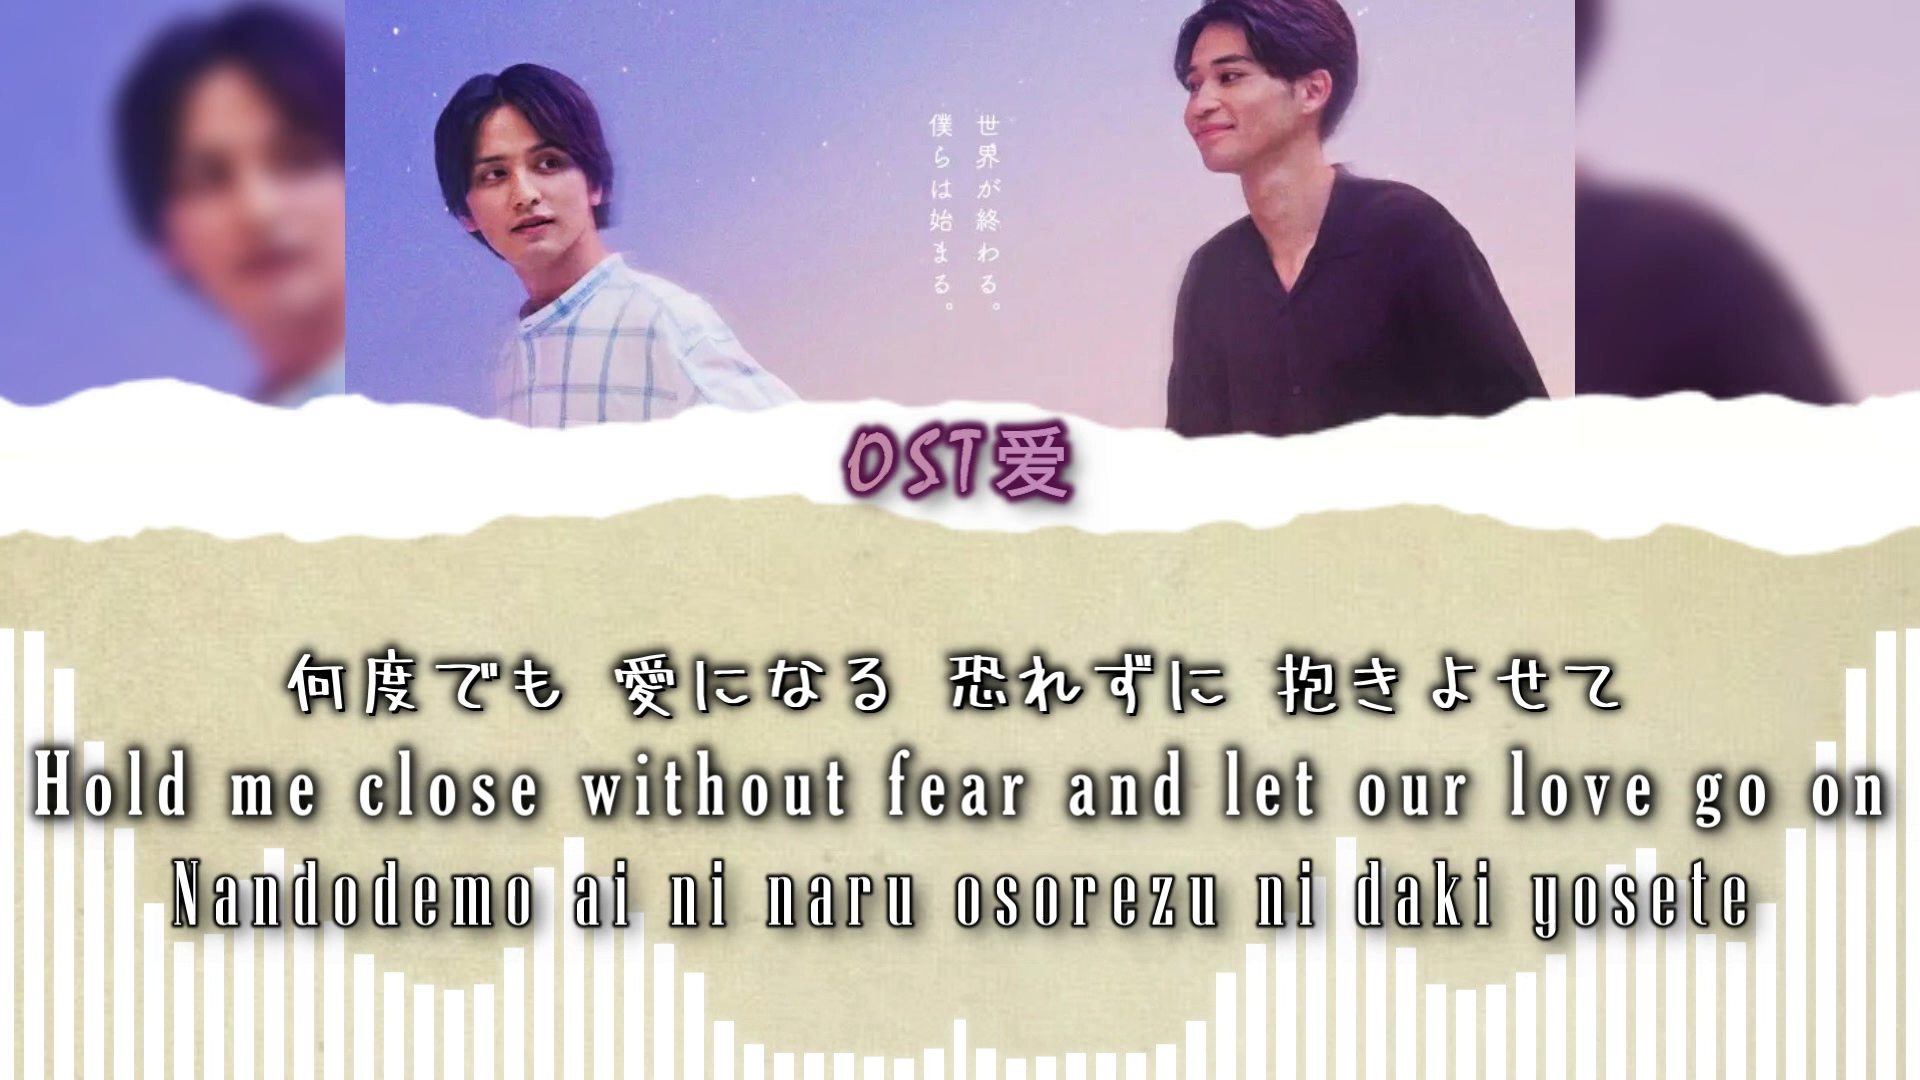 世界が終わる。
僕らは始まる。
OST爱
何度でも 愛になる 恐れずに 抱きよせて
Hold me close without fear and let our love go on
Nandodemo ai ni naru osorezu ni daki yosete